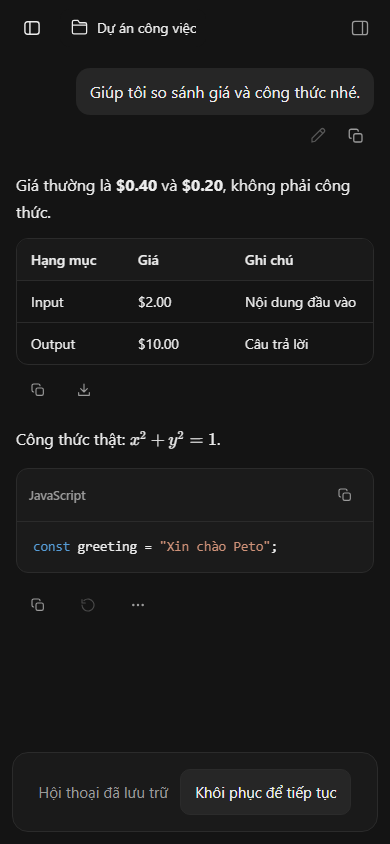 Dự án công việc
Giúp tôi so sánh giá và công thức nhé.
Giá thường là $0.40 và $0.20, không phải công
thức.
Hạng mục Giá Ghi chú
Input $2.00 Nội dung đầu vào
Output $10.00 Câu trả lời
Công thức thật: x² + y² = 1.
JavaScript
const greeting = "Xin chào Peto";
Hội thoại đã lưu trữ Khôi phục để tiếp tục